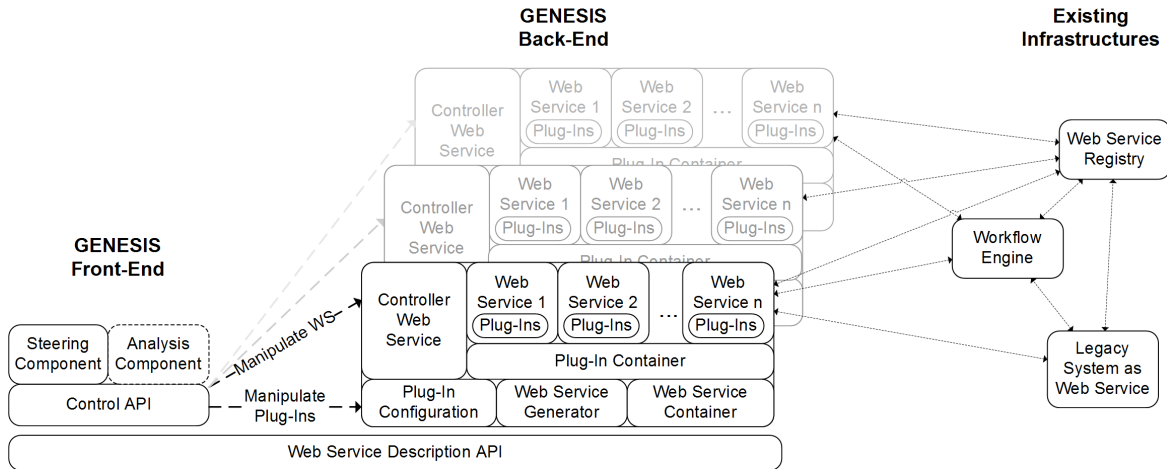 GENESIS
Back-End
Existing
Infrastructures
Controller
Web
Service
Web
Service 1
Plug-Ins
Web
Service 2
Plug-Ins
...
Web
Service n
Plug-Ins
Plug-In Container
Web Service
Registry
Controller
Web
Service
Web
Service 1
Plug-Ins
Web
Service 2
Plug-Ins
...
Web
Service n
Plug-Ins
Plug-In Container
Workflow
Engine
GENESIS
Front-End
Controller
Web
Service
Web
Service 1
Plug-Ins
Web
Service 2
Plug-Ins
...
Web
Service n
Plug-Ins
Plug-In Container
Manipulate WS
Steering
Component
Analysis
Component
Control API
Manipulate
Plug-Ins
Plug-In
Configuration
Web Service
Generator
Web Service
Container
Legacy
System as
Web Service
Web Service Description API